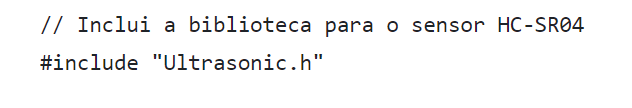 // Inclui a biblioteca para o sensor HC-SR04
#include "Ultrasonic.h"